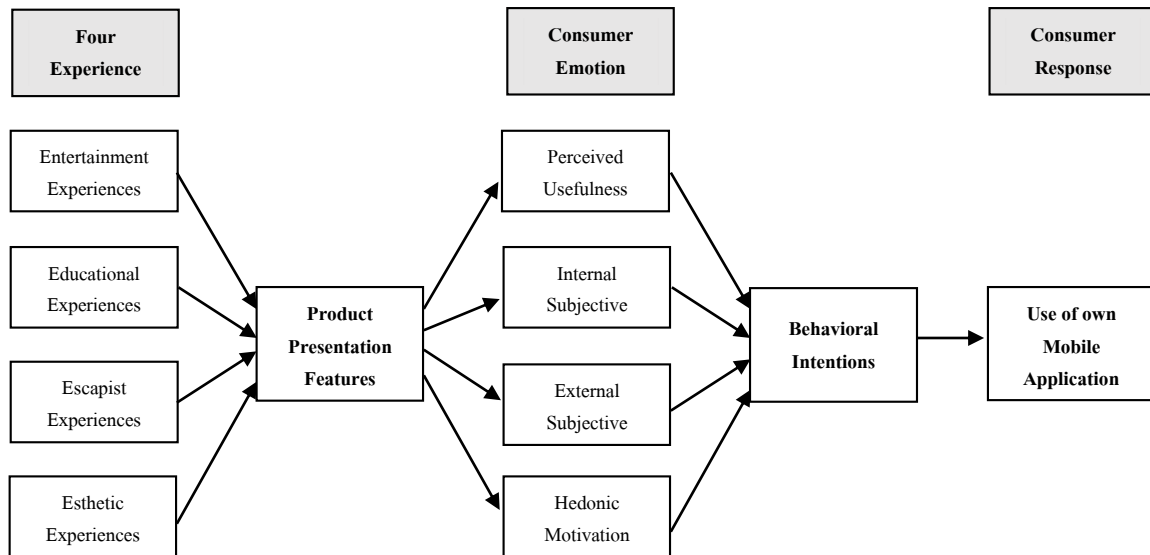 Four
Experience
Consumer
Emotion
Consumer
Response
Entertainment
Experiences
Educational
Experiences
Escapist
Experiences
Esthetic
Experiences
Product
Presentation
Features
Perceived
Usefulness
Internal
Subjective
External
Subjective
Hedonic
Motivation
Behavioral
Intentions
Use of own
Mobile
Application